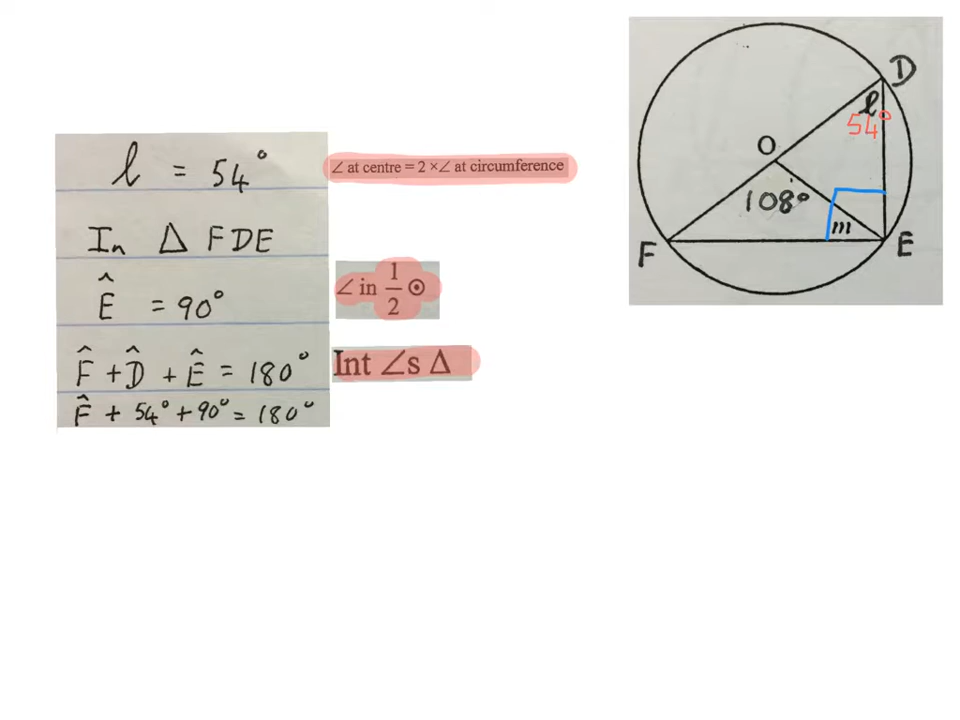 l = 54° ∠ at centre = 2 ×∠ at circumference
In Δ FDE
Ê = 90° ∠ in 1/2 ⊙
F̂ + D̂ + Ê = 180° Int ∠s Δ
F̂ + 54° + 90° = 180°
D
l
54°
O
108°
m
F
E